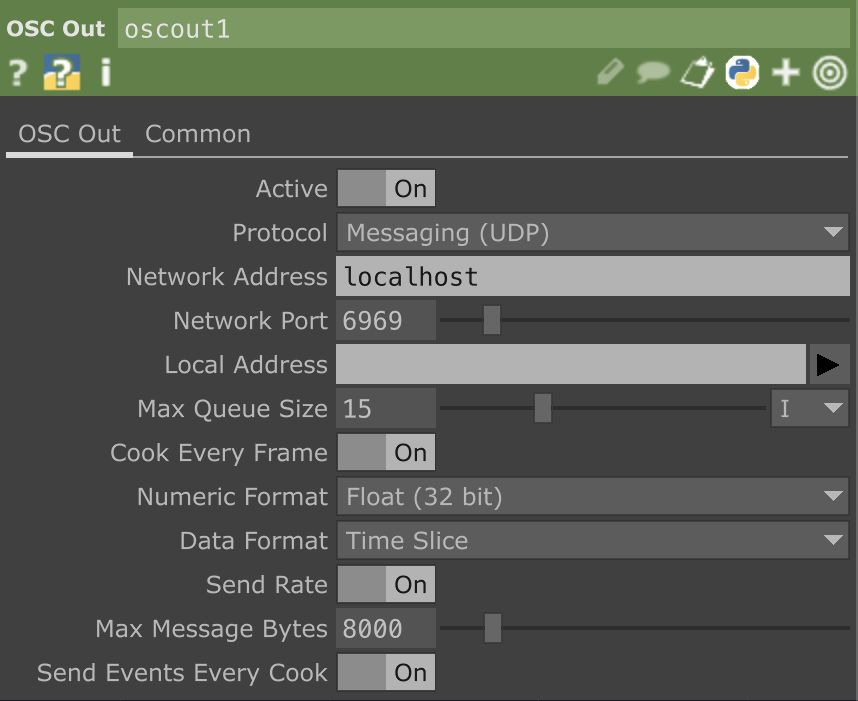 OSC Out oscout1
? ? i
OSC Out Common
Active On
Protocol Messaging (UDP)
Network Address localhost
Network Port 6969
Local Address
Max Queue Size 15 I
Cook Every Frame On
Numeric Format Float (32 bit)
Data Format Time Slice
Send Rate On
Max Message Bytes 8000
Send Events Every Cook On